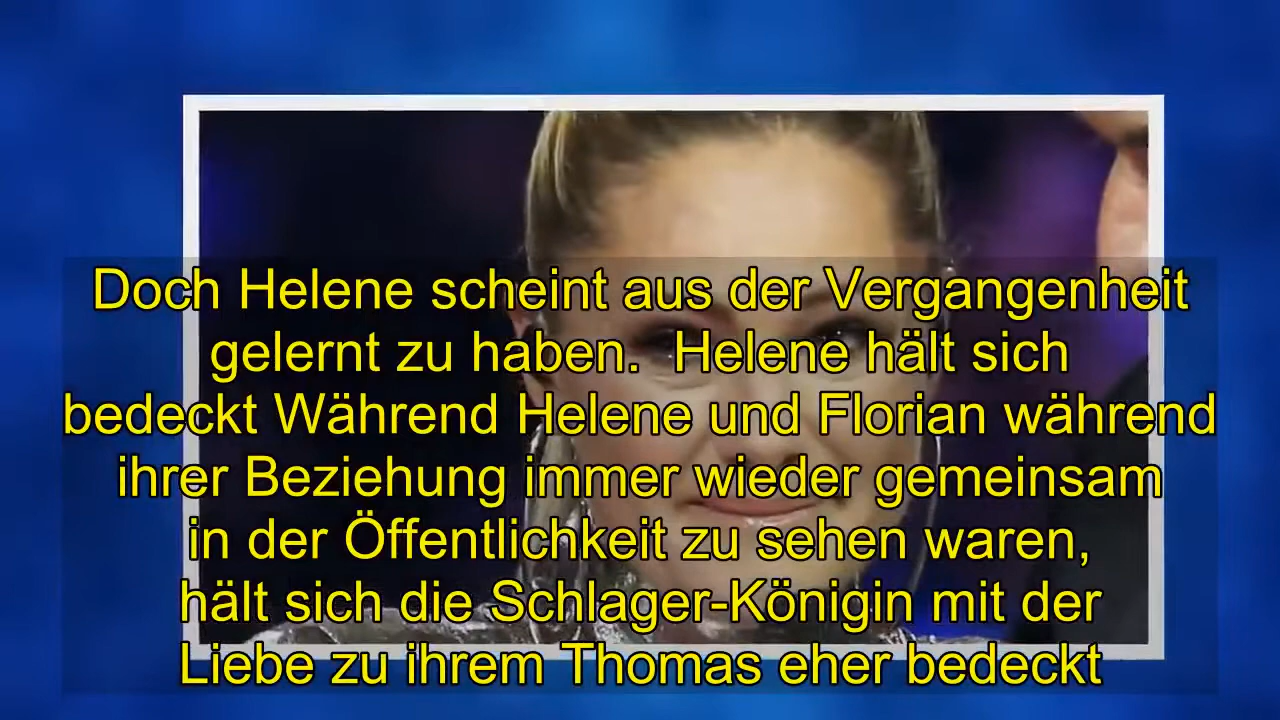 Doch Helene scheint aus der Vergangenheit
gelernt zu haben.  Helene hält sich
bedeckt Während Helene und Florian während
ihrer Beziehung immer wieder gemeinsam
in der Öffentlichkeit zu sehen waren,
hält sich die Schlager-Königin mit der
Liebe zu ihrem Thomas eher bedeckt